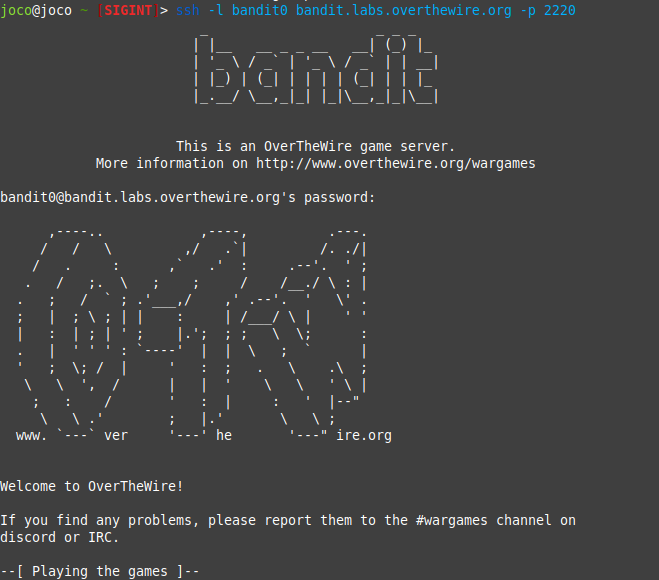 joco@joco ~ [SIGINT]> ssh -l bandit0 bandit.labs.overthewire.org -p 2220
bandit
This is an OverTheWire game server.
More information on http://www.overthewire.org/wargames
bandit0@bandit.labs.overthewire.org's password:
www. ver he ire.org
Welcome to OverTheWire!
If you find any problems, please report them to the #wargames channel on
discord or IRC.
--[ Playing the games ]--